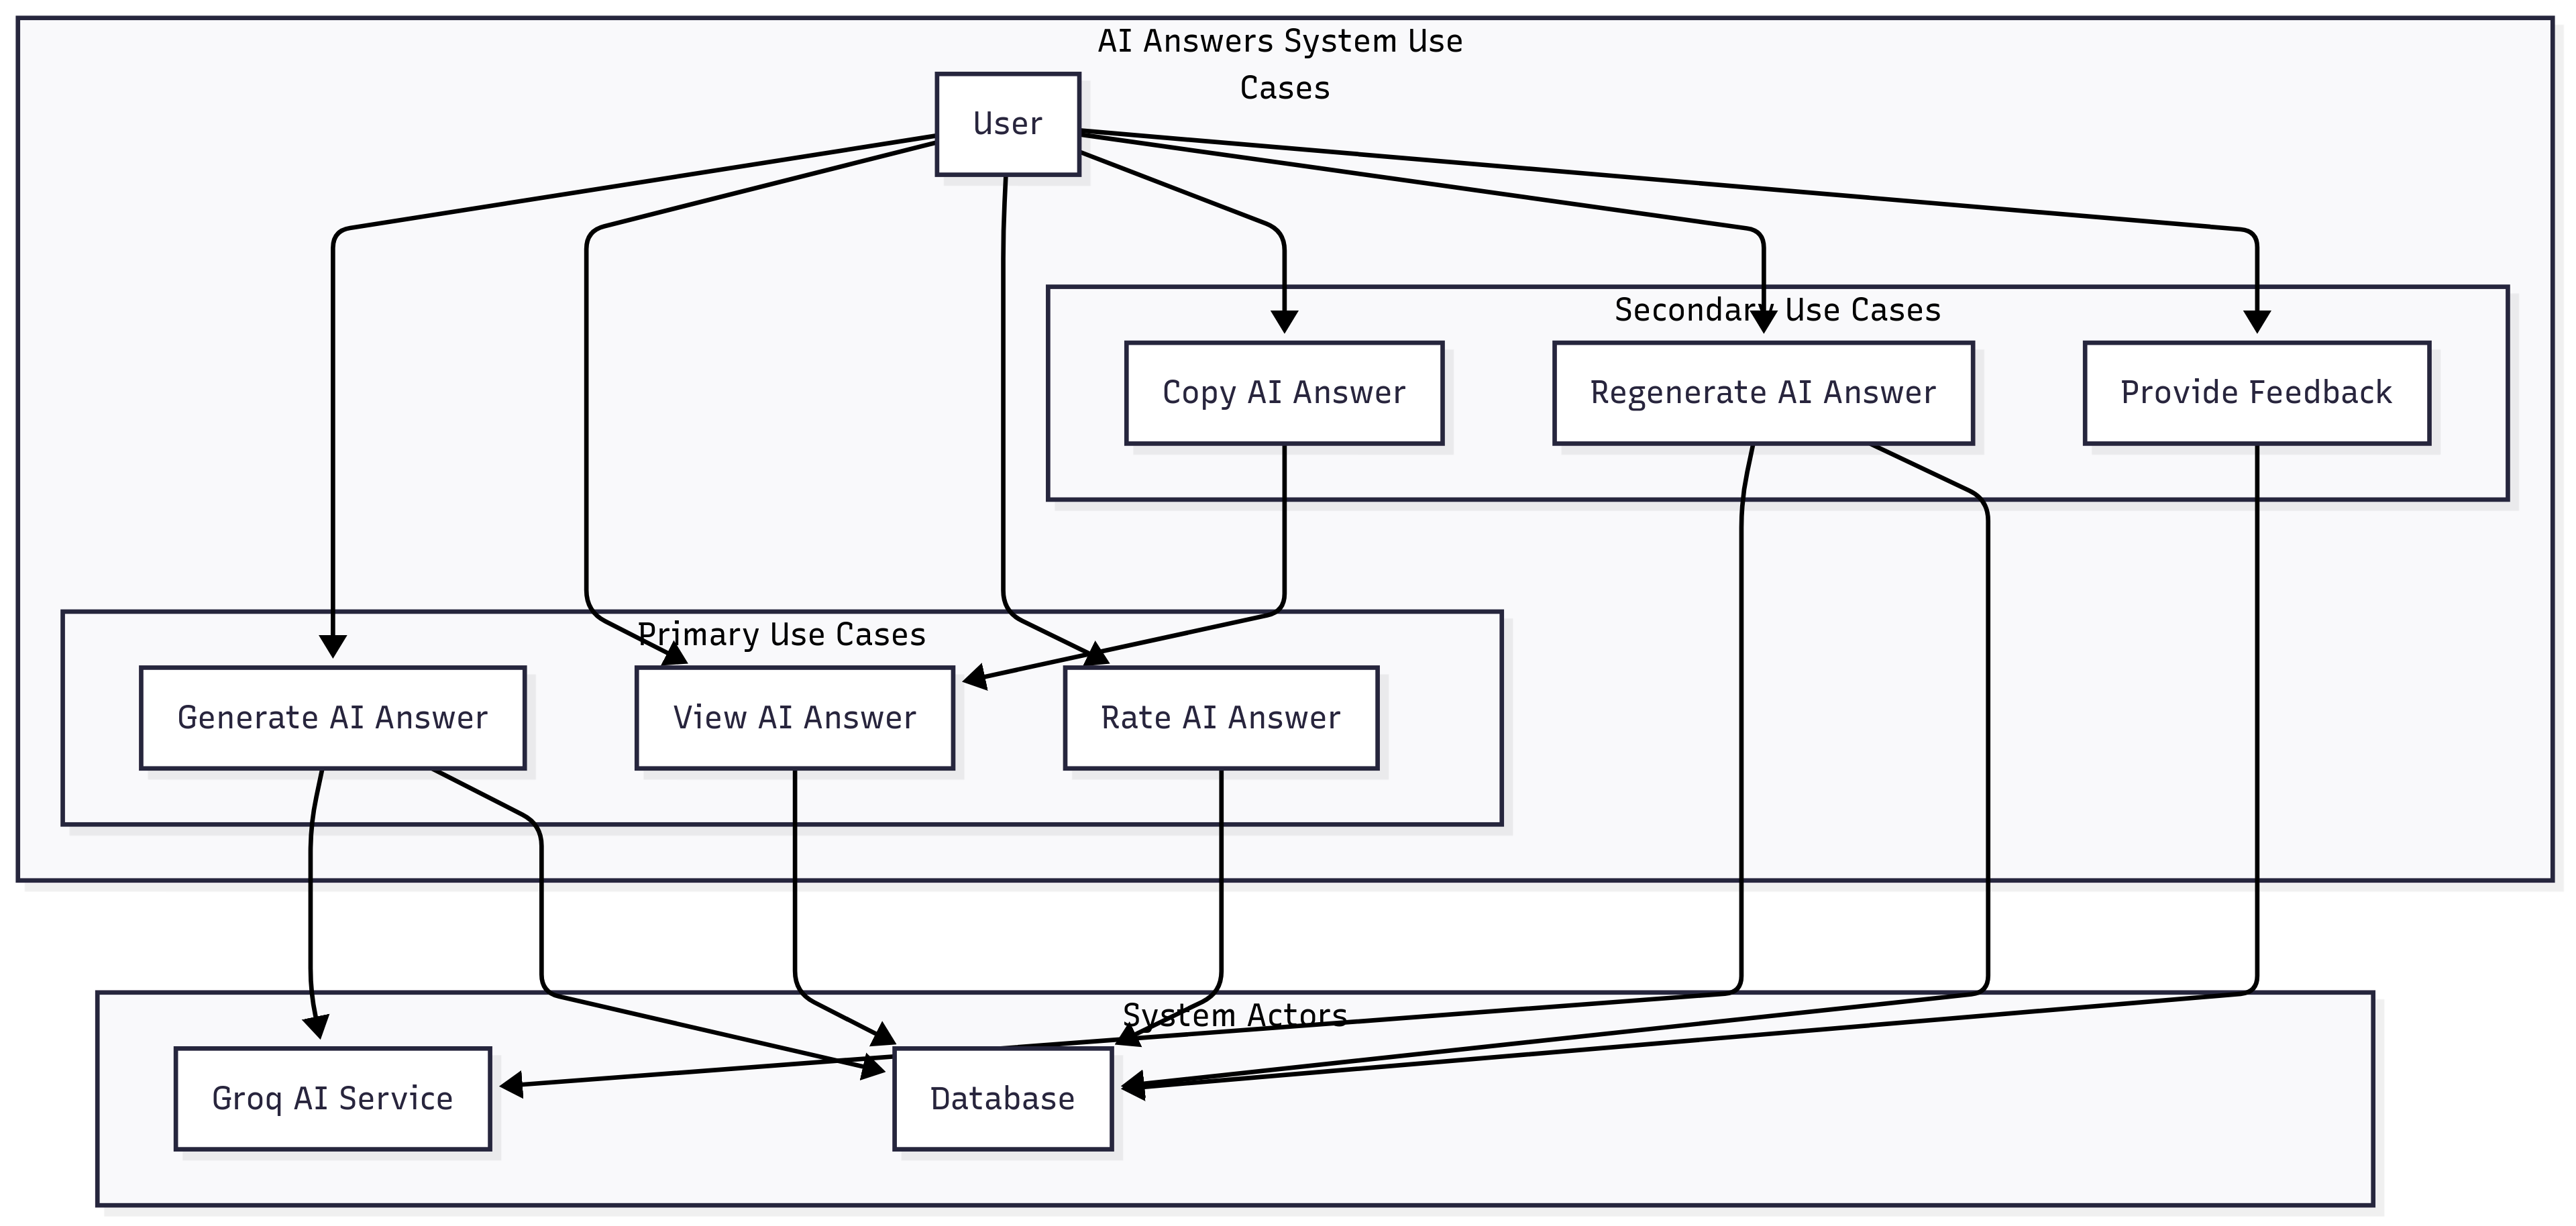 AI Answers System Use
Cases
User
Secondary Use Cases
Copy AI Answer
Regenerate AI Answer
Provide Feedback
Primary Use Cases
Generate AI Answer
View AI Answer
Rate AI Answer
System Actors
Groq AI Service
Database